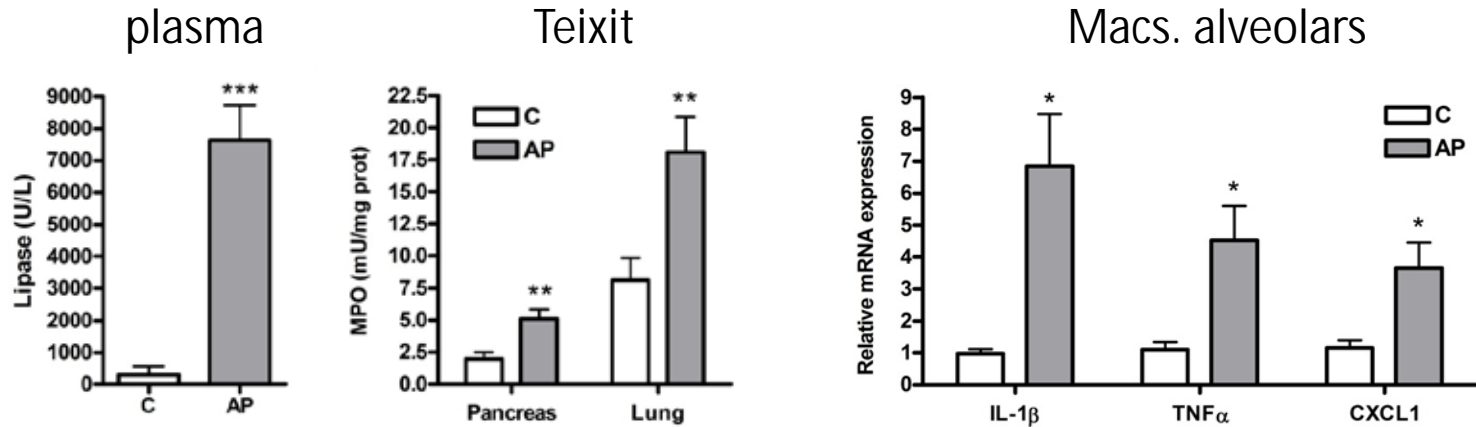 plasma
Teixit
Macs. alveolars
Lipase (U/L)
9000
8000
7000
6000
5000
4000
3000
2000
1000
0
***
C
AP
MPO (mU/mg prot)
22.5
20.0
17.5
15.0
12.5
10.0
7.5
5.0
2.5
0.0
C
AP
**
**
Pancreas
Lung
Relative mRNA expression
9
8
7
6
5
4
3
2
1
0
C
AP
*
*
*
IL-1β
TNFα
CXCL1